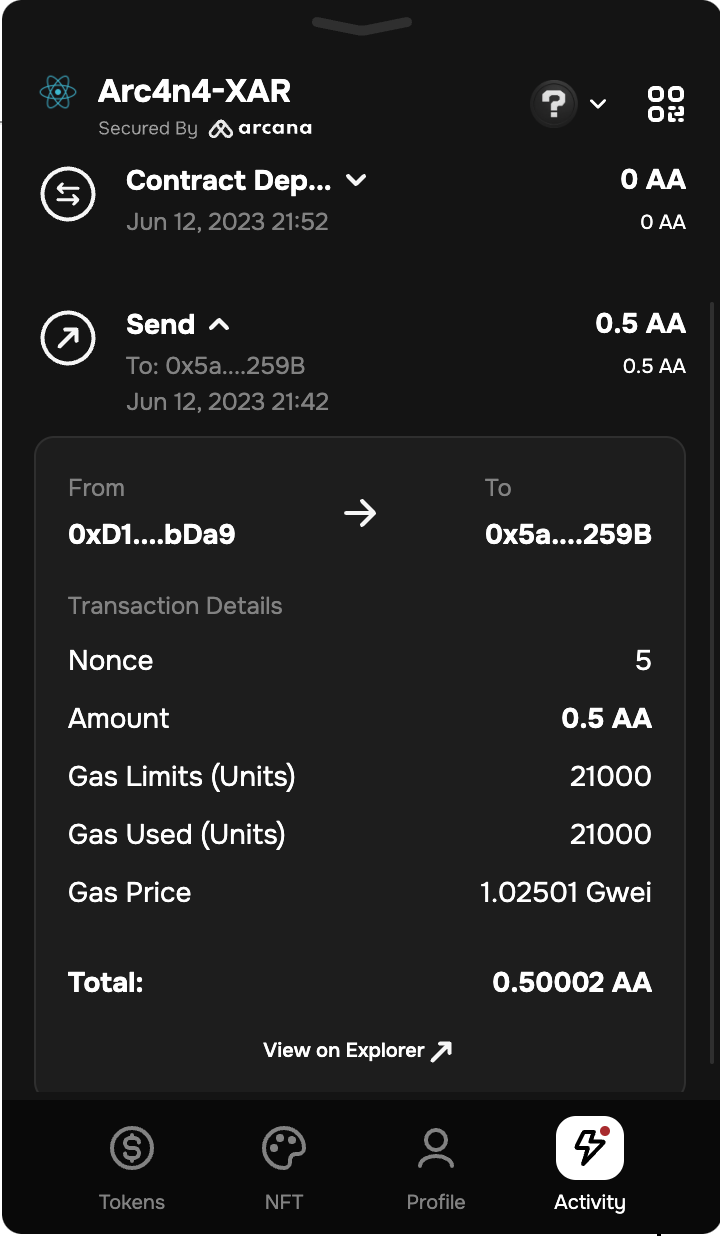 Arc4n4-XAR
Secured By arcana
?
Contract Dep... 0 AA
Jun 12, 2023 21:52 0 AA
Send 0.5 AA
To: 0x5a....259B 0.5 AA
Jun 12, 2023 21:42
From To
0xD1....bDa9 0x5a....259B
Transaction Details
Nonce 5
Amount 0.5 AA
Gas Limits (Units) 21000
Gas Used (Units) 21000
Gas Price 1.02501 Gwei
Total: 0.50002 AA
View on Explorer
Tokens NFT Profile Activity